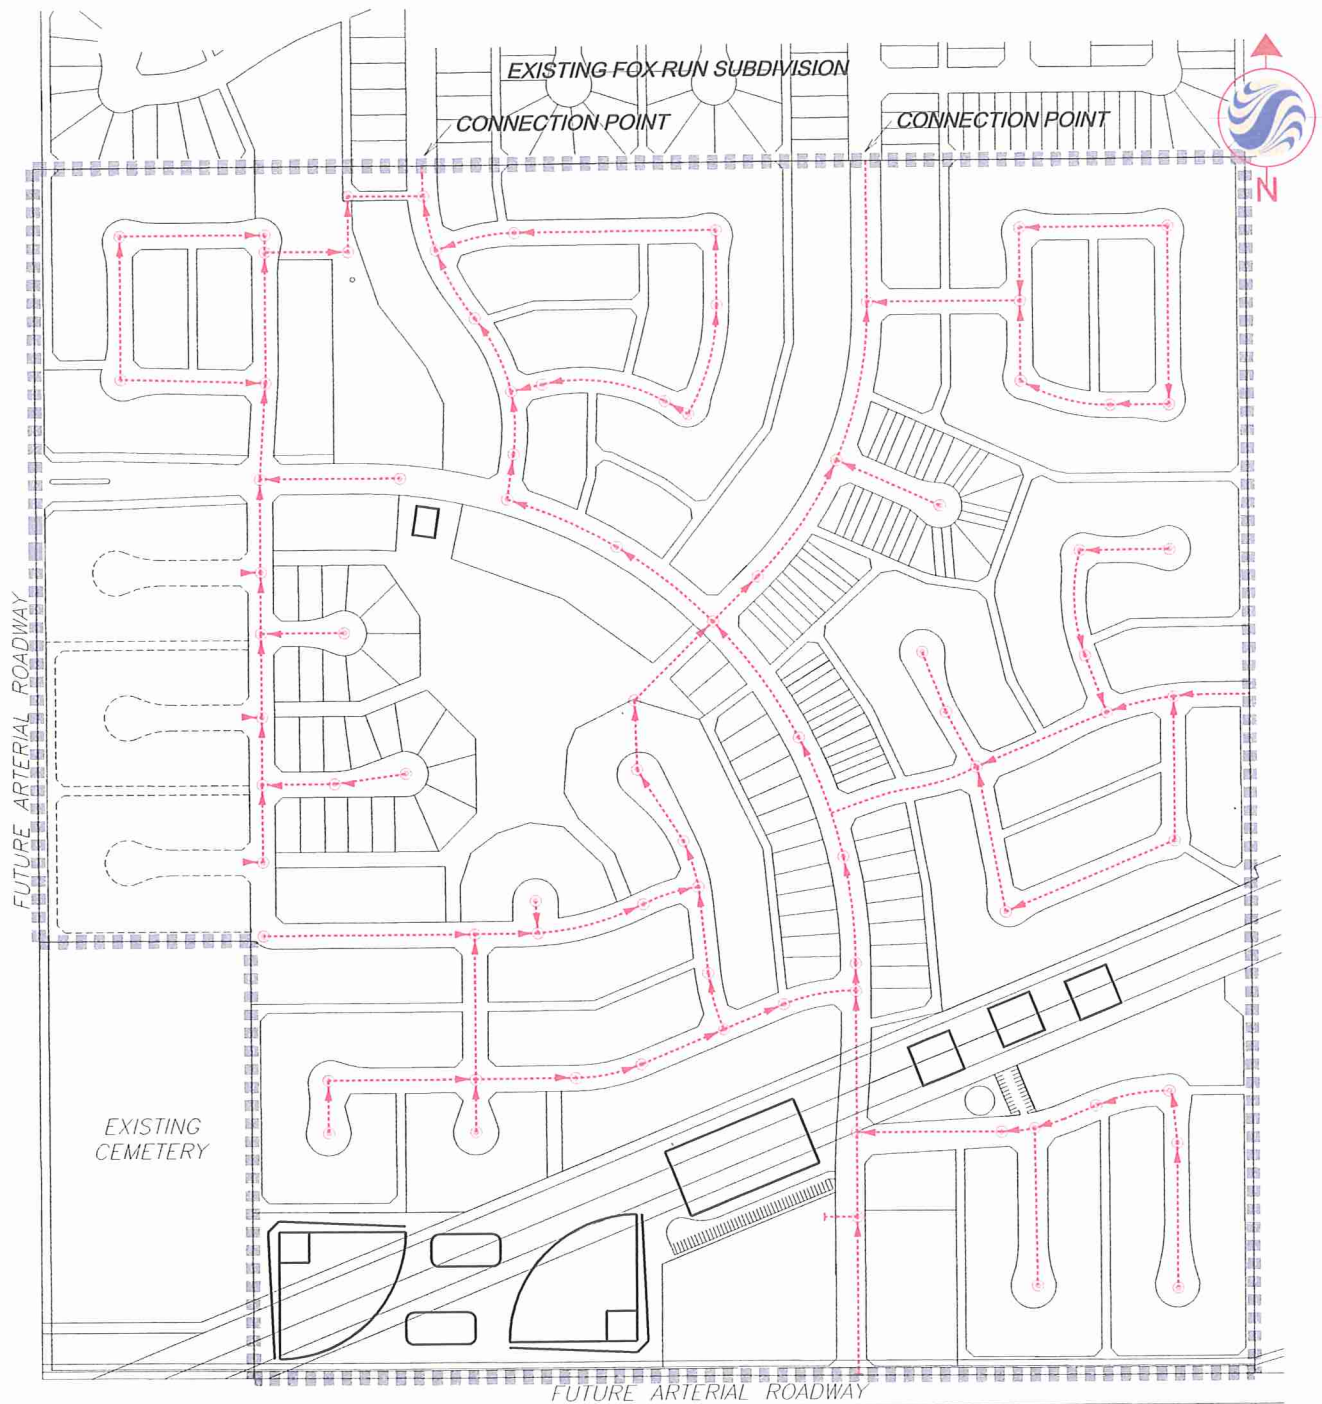 EXISTING FOX RUN SUBDIVISION
CONNECTION POINT
CONNECTION POINT
N
FUTURE ARTERIAL ROADWAY
EXISTING
CEMETERY
FUTURE ARTERIAL ROADWAY